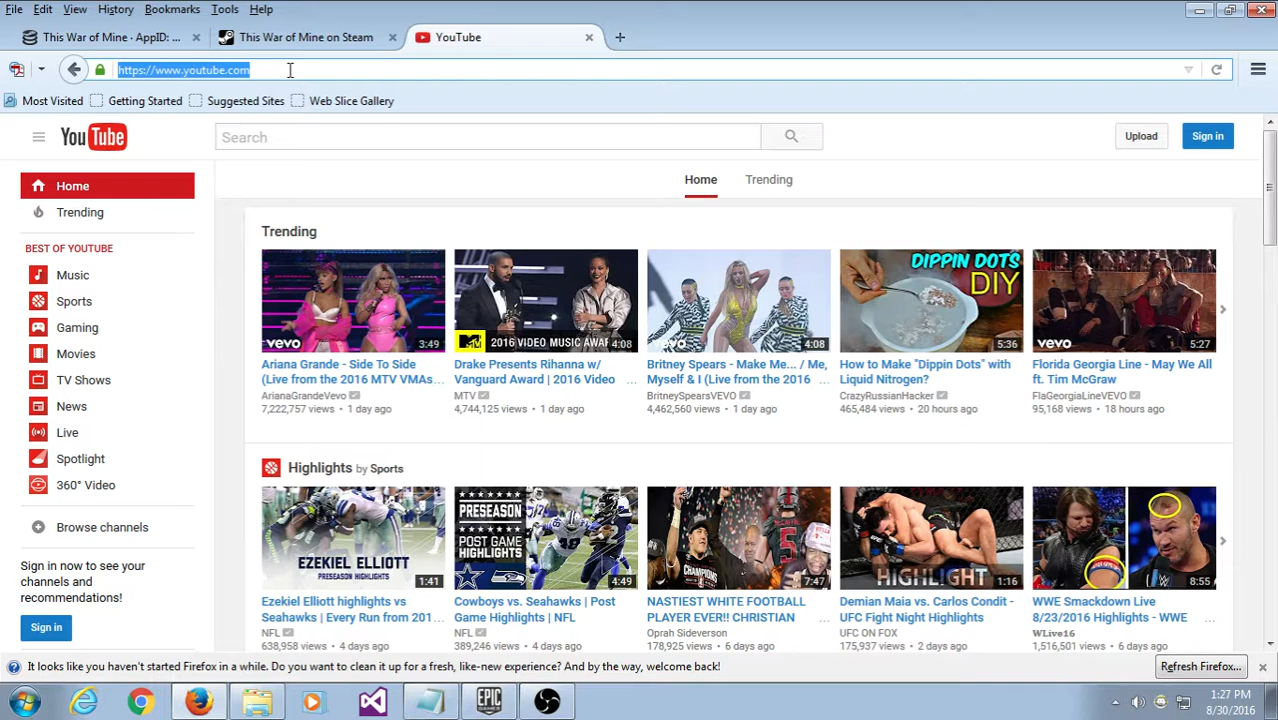 File Edit View History Bookmarks Tools Help
This War of Mine · AppID: ... × This War of Mine on Steam × YouTube ×
https://www.youtube.com
Most Visited Getting Started Suggested Sites Web Slice Gallery
YouTube Search Upload Sign in
Home Trending
Home
Trending
BEST OF YOUTUBE
Music
Sports
Gaming
Movies
TV Shows
News
Live
Spotlight
360° Video
Browse channels
Sign in now to see your
channels and
recommendations!
Sign in
Trending
vevo 3:49
Ariana Grande - Side To Side
(Live from the 2016 MTV VMAs...
ArianaGrandeVevo
7,222,757 views • 1 day ago
MTV 2016 VIDEO MUSIC AWAR 4:08
Drake Presents Rihanna w/
Vanguard Award | 2016 Video ...
MTV
4,744,125 views • 1 day ago
vevo 4:08
Britney Spears - Make Me... / Me,
Myself & I (Live from the 2016 ...
BritneySpearsVEVO
4,462,560 views • 1 day ago
DIPPIN DOTS
DIY
5:36
How to Make "Dippin Dots" with
Liquid Nitrogen?
CrazyRussianHacker
465,484 views • 20 hours ago
vevo 5:27
Florida Georgia Line - May We All
ft. Tim McGraw
FlaGeorgiaLineVEVO
95,168 views • 18 hours ago
Highlights by Sports
EZEKIEL ELLIOTT
PRESEASON HIGHLIGHTS
1:41
Ezekiel Elliott highlights vs
Seahawks | Every Run from 201...
NFL
638,958 views • 4 days ago
PRESEASON
POST GAME
HIGHLIGHTS
4:49
Cowboys vs. Seahawks | Post
Game Highlights | NFL
NFL
389,246 views • 4 days ago
CHAMPIONS
7:47
NASTIEST WHITE FOOTBALL
PLAYER EVER!! CHRISTIAN ...
Oprah Sideverson
178,925 views • 6 days ago
HIGHLIGHT
1:16
Demian Maia vs. Carlos Condit -
UFC Fight Night Highlights
UFC ON FOX
175,937 views • 2 days ago
8:55
WWE Smackdown Live
8/23/2016 Highlights - WWE ...
WLive16
1,516,501 views • 6 days ago
It looks like you haven't started Firefox in a while. Do you want to clean it up for a fresh, like-new experience? And by the way, welcome back! Refresh Firefox... ×
EPIC
GAMES
1:27 PM
8/30/2016